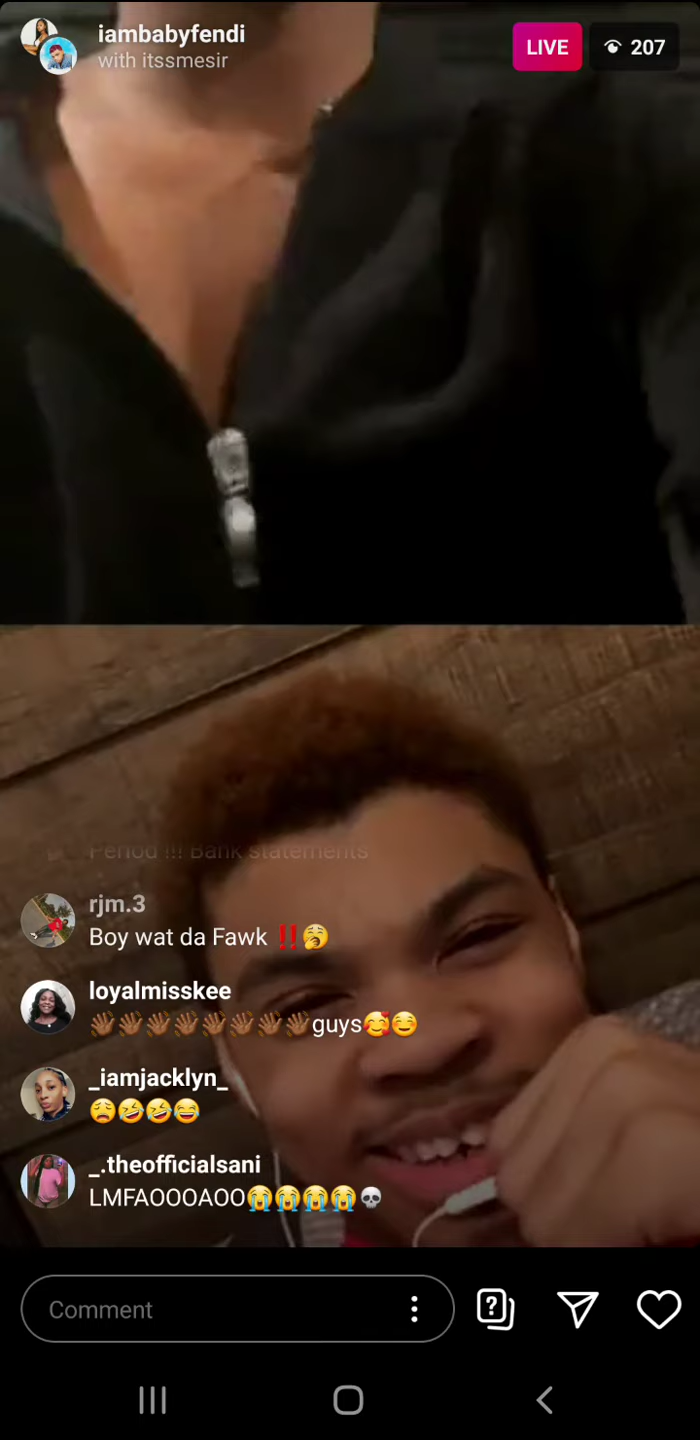 iambabyfendi
with itssmesir
LIVE
207
Period !!! Bank statements
rjm.3
Boy wat da Fawk ‼️🥱
loyalmisskee
👋🏾👋🏾👋🏾👋🏾👋🏾👋🏾👋🏾👋🏾guys🥰☺️
_iamjacklyn_
😩🤣🤣😂
_.theofficialsani
LMFAOOOAOO😭😭😭😭💀
Comment